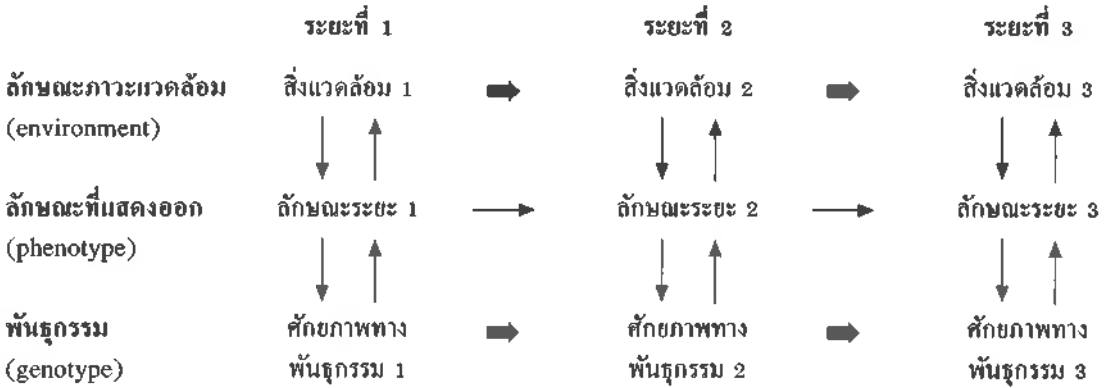 ระยะที่ 1 ระยะที่ 2 ระยะที่ 3
ลักษณะภาวะแวดล้อม สิ่งแวดล้อม 1 สิ่งแวดล้อม 2 สิ่งแวดล้อม 3
(environment)
ลักษณะที่แสดงออก ลักษณะระยะ 1 ลักษณะระยะ 2 ลักษณะระยะ 3
(phenotype)
พันธุกรรม ศักยภาพทาง ศักยภาพทาง ศักยภาพทาง
(genotype) พันธุกรรม 1 พันธุกรรม 2 พันธุกรรม 3